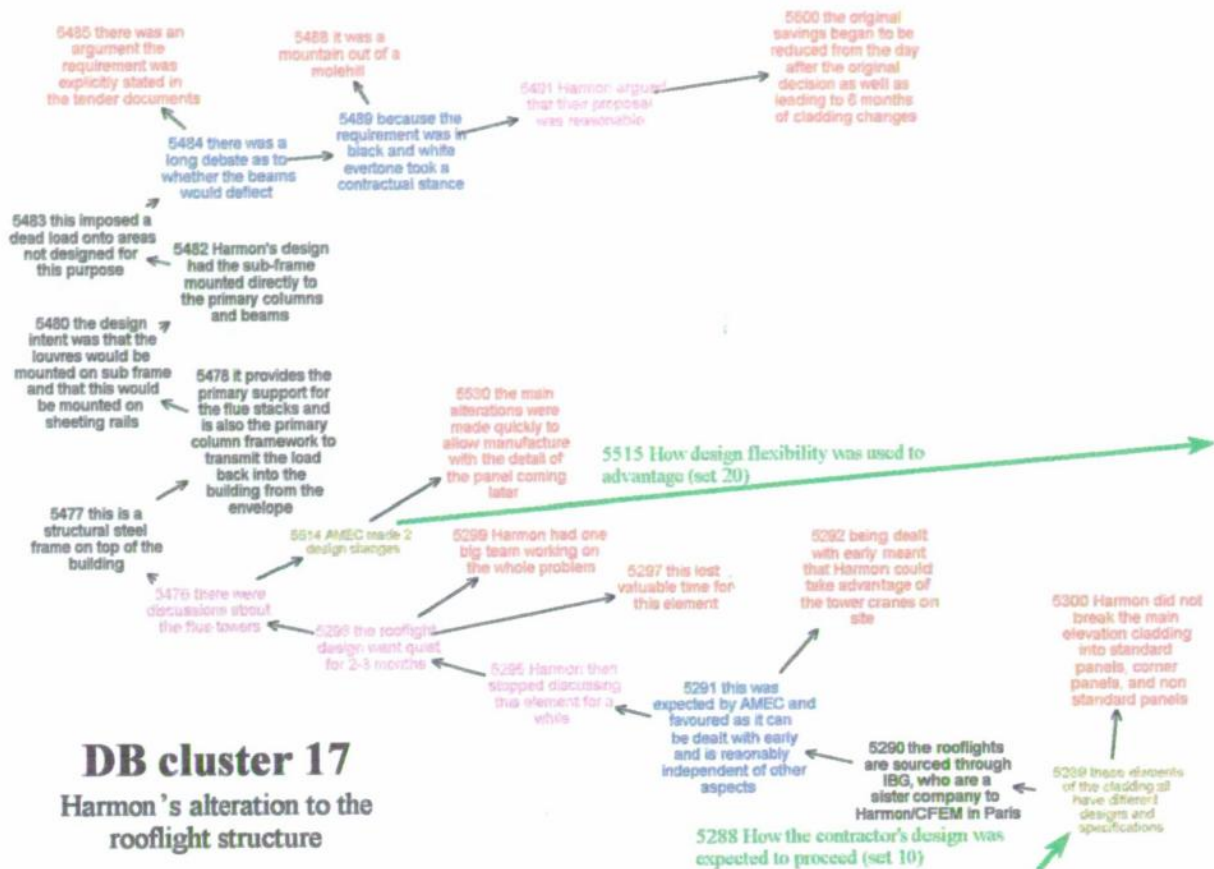 5485 there was an
argument the
requirement was
explicitly stated in
the tender documents
5488 it was a
mountain out of a
molehill
5491 Harmon argued
that their proposal
was reasonable
5500 the original
savings began to be
reduced from the day
after the original
decision as well as
leading to 6 months
of cladding changes
5484 there was a
long debate as to
whether the beams
would deflect
5489 because the
requirement was in
black and white
evertone took a
contractual stance
5483 this imposed a
dead load onto areas
not designed for
this purpose
5482 Harmon's design
had the sub-frame
mounted directly to
the primary columns
and beams
5480 the design
intent was that the
louvres would be
mounted on sub frame
and that this would
be mounted on
sheeting rails
5478 it provides the
primary support for
the flue stacks and
is also the primary
column framework to
transmit the load
back into the
building from the
envelope
5530 the main
alterations were
made quickly to
allow manufacture
with the detail of
the panel coming
later
5515 How design flexibility was used to
advantage (set 20)
5477 this is a
structural steel
frame on top of the
building
5514 AMEC made 2
design changes
5299 Harmon had one
big team working on
the whole problem
5297 this lost
valuable time for
this element
5292 being dealt
with early meant
that Harmon could
take advantage of
the tower cranes on
site
5300 Harmon did not
break the main
elevation cladding
into standard
panels, corner
panels, and non
standard panels
5476 there were
discussions about
the flue towers
the rooflight
design want quiet
for 2-3 months
5295 Harmon then
stopped discussing
this element for a
while
5291 this was
expected by AMEC and
favoured as it can
be dealt with early
and is reaonably
independent of other
aspects
5290 the rooflights
are sourced through
IBG, who are a
sister company to
Harmon/CFEM in Paris
5289 these elements
of the cladding all
have different
designs and
specifications
5288 How the contractor's design was
expected to proceed (set 10)
DB cluster 17
Harmon's alteration to the
rooflight structure